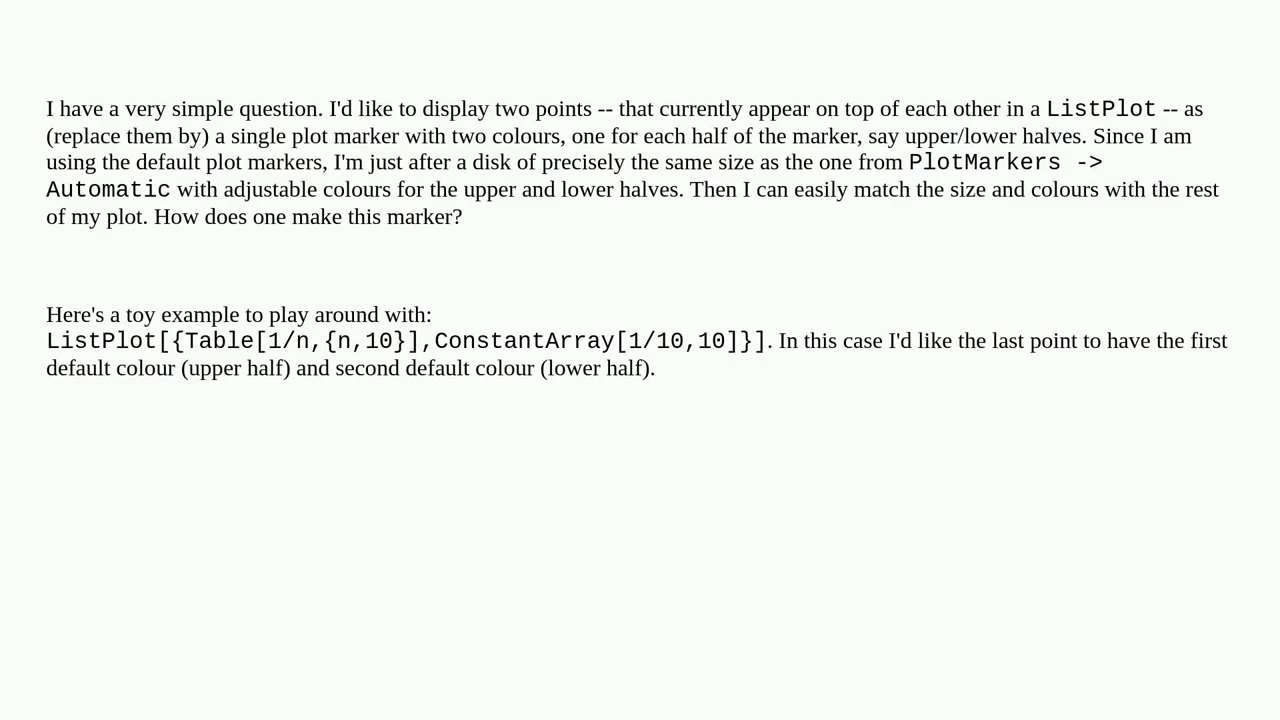 I have a very simple question. I'd like to display two points -- that currently appear on top of each other in a ListPlot -- as
(replace them by) a single plot marker with two colours, one for each half of the marker, say upper/lower halves. Since I am
using the default plot markers, I'm just after a disk of precisely the same size as the one from PlotMarkers ->
Automatic with adjustable colours for the upper and lower halves. Then I can easily match the size and colours with the rest
of my plot. How does one make this marker?
Here's a toy example to play around with:
ListPlot[{Table[1/n,{n,10}],ConstantArray[1/10,10]}]. In this case I'd like the last point to have the first
default colour (upper half) and second default colour (lower half).